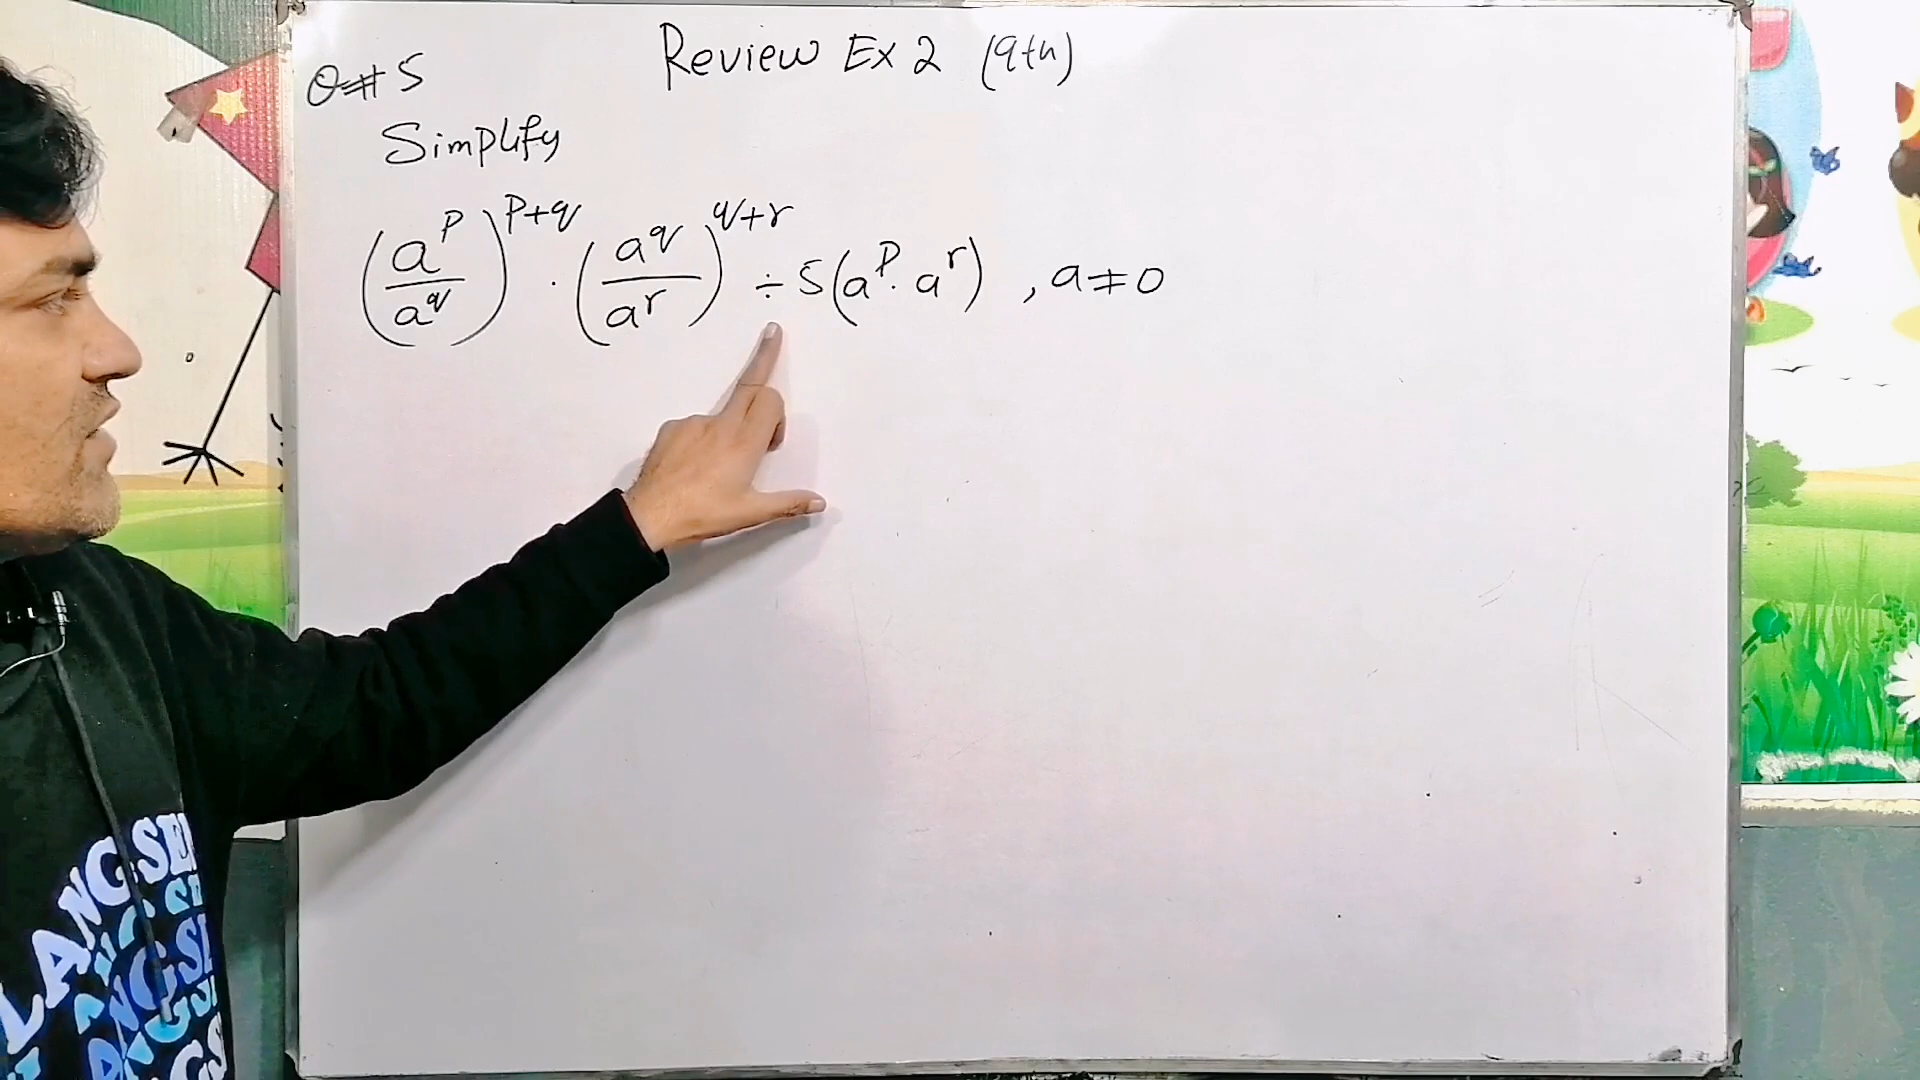 Review Ex 2 (9th)
Q#5
Simplify
(a^p/a^q)^(p+q) · (a^q/a^r)^(q+r) ÷ 5(a^p · a^r) , a≠0